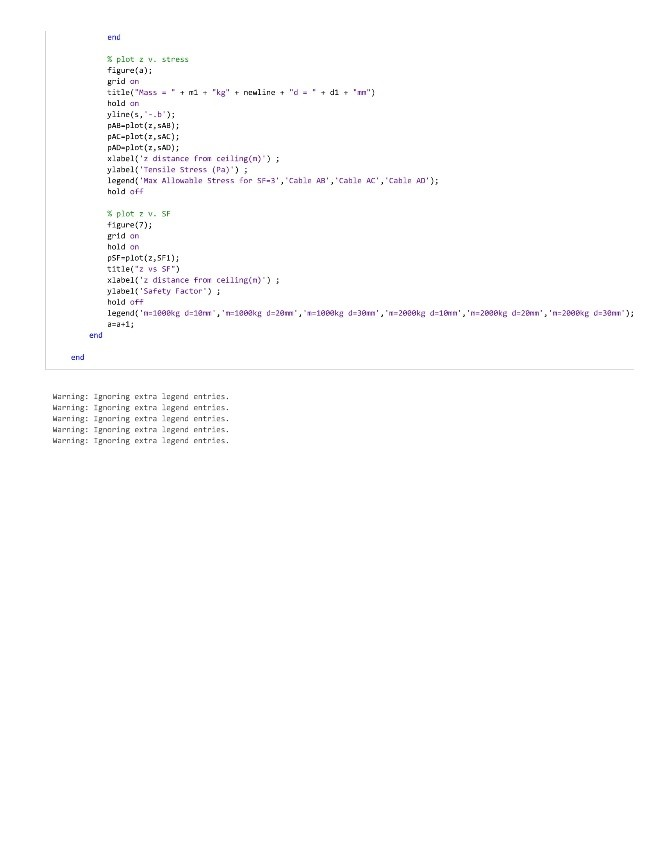 end
% plot z v. stress
figure(a);
grid on
title("Mass = " + m1 + "kg" + newline + "d = " + d1 + "mm")
hold on
yline(s,'-.b');
pAB=plot(z,sAB);
pAC=plot(z,sAC);
pAD=plot(z,sAD);
xlabel('z distance from ceiling(m)') ;
ylabel('Tensile Stress (Pa)') ;
legend('Max Allowable Stress for SF=3','Cable AB','Cable AC','Cable AD');
hold off
% plot z v. SF
figure(7);
grid on
hold on
pSF=plot(z,SF1);
title("z vs SF")
xlabel('z distance from ceiling(m)') ;
ylabel('Safety Factor') ;
hold off
legend('m=1000kg d=10mm','m=1000kg d=20mm','m=1000kg d=30mm','m=2000kg d=10mm','m=2000kg d=20mm','m=2000kg d=30mm');
a=a+1;
end
end
Warning: Ignoring extra legend entries.
Warning: Ignoring extra legend entries.
Warning: Ignoring extra legend entries.
Warning: Ignoring extra legend entries.
Warning: Ignoring extra legend entries.